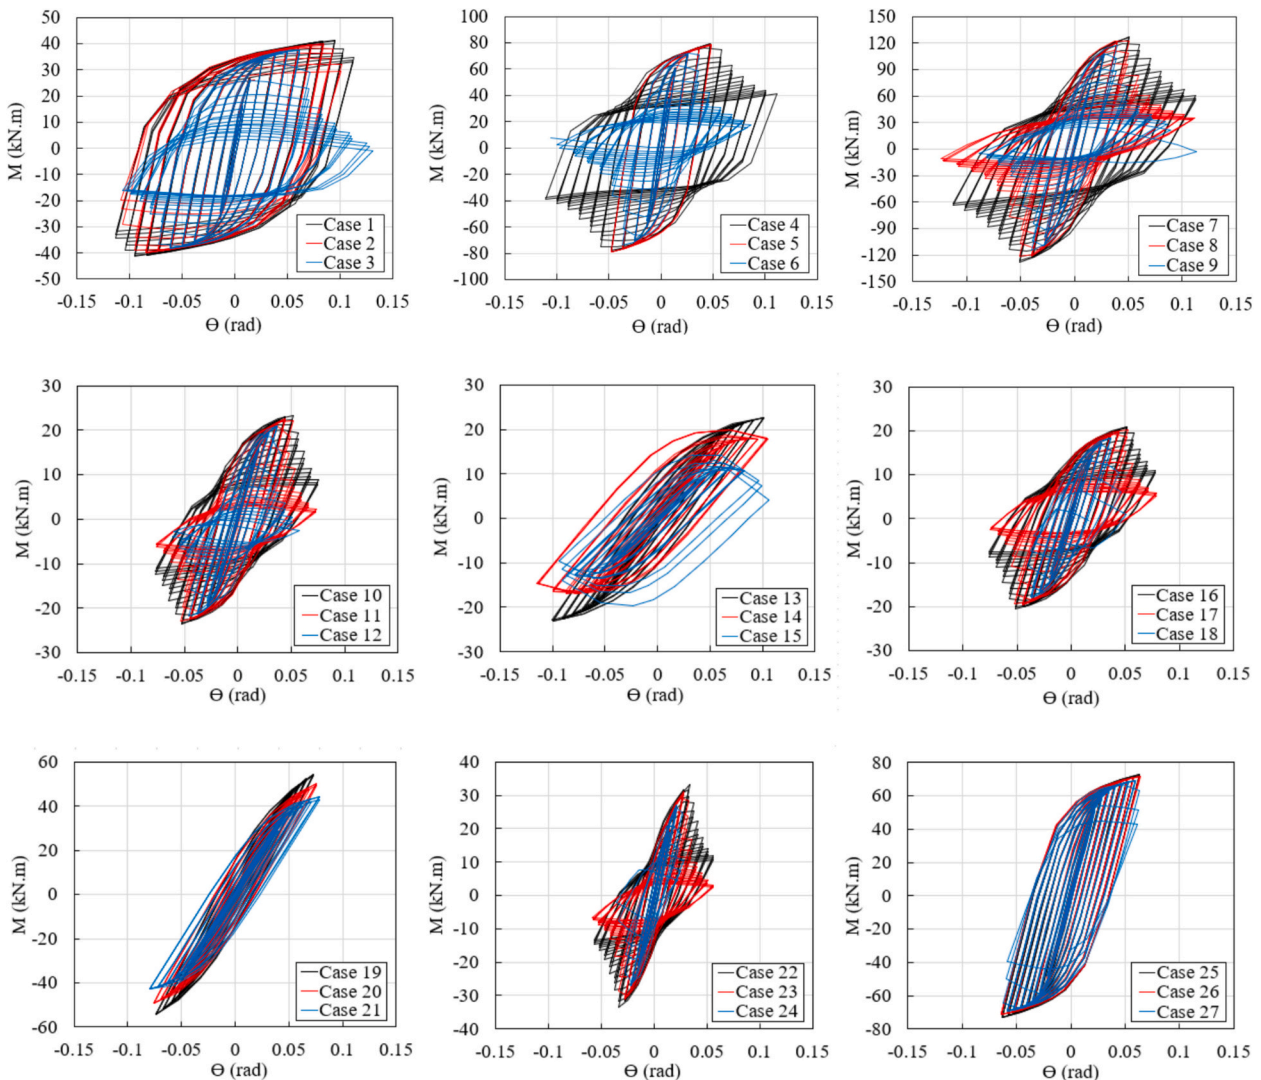 50
40
30
20
10
0
-10
-20
-30
-40
-50
M (kN.m)
-0.15 -0.1 -0.05 0 0.05 0.1 0.15
Ө (rad)
Case 1
Case 2
Case 3
100
80
60
40
20
0
-20
-40
-60
-80
-100
M (kN.m)
-0.15 -0.1 -0.05 0 0.05 0.1 0.15
Ө (rad)
Case 4
Case 5
Case 6
150
120
90
60
30
0
-30
-60
-90
-120
-150
M (kN.m)
-0.15 -0.1 -0.05 0 0.05 0.1 0.15
Ө (rad)
Case 7
Case 8
Case 9
30
20
10
0
-10
-20
-30
M (kN.m)
-0.15 -0.1 -0.05 0 0.05 0.1 0.15
Ө (rad)
Case 10
Case 11
Case 12
30
20
10
0
-10
-20
-30
M (kN.m)
-0.15 -0.1 -0.05 0 0.05 0.1 0.15
Ө (rad)
Case 13
Case 14
Case 15
30
20
10
0
-10
-20
-30
M (kN.m)
-0.15 -0.1 -0.05 0 0.05 0.1 0.15
Ө (rad)
Case 16
Case 17
Case 18
60
40
20
0
-20
-40
-60
M (kN.m)
-0.15 -0.1 -0.05 0 0.05 0.1 0.15
Ө (rad)
Case 19
Case 20
Case 21
40
30
20
10
0
-10
-20
-30
-40
M (kN.m)
-0.15 -0.1 -0.05 0 0.05 0.1 0.15
Ө (rad)
Case 22
Case 23
Case 24
80
60
40
20
0
-20
-40
-60
-80
M (kN.m)
-0.15 -0.1 -0.05 0 0.05 0.1 0.15
Ө (rad)
Case 25
Case 26
Case 27